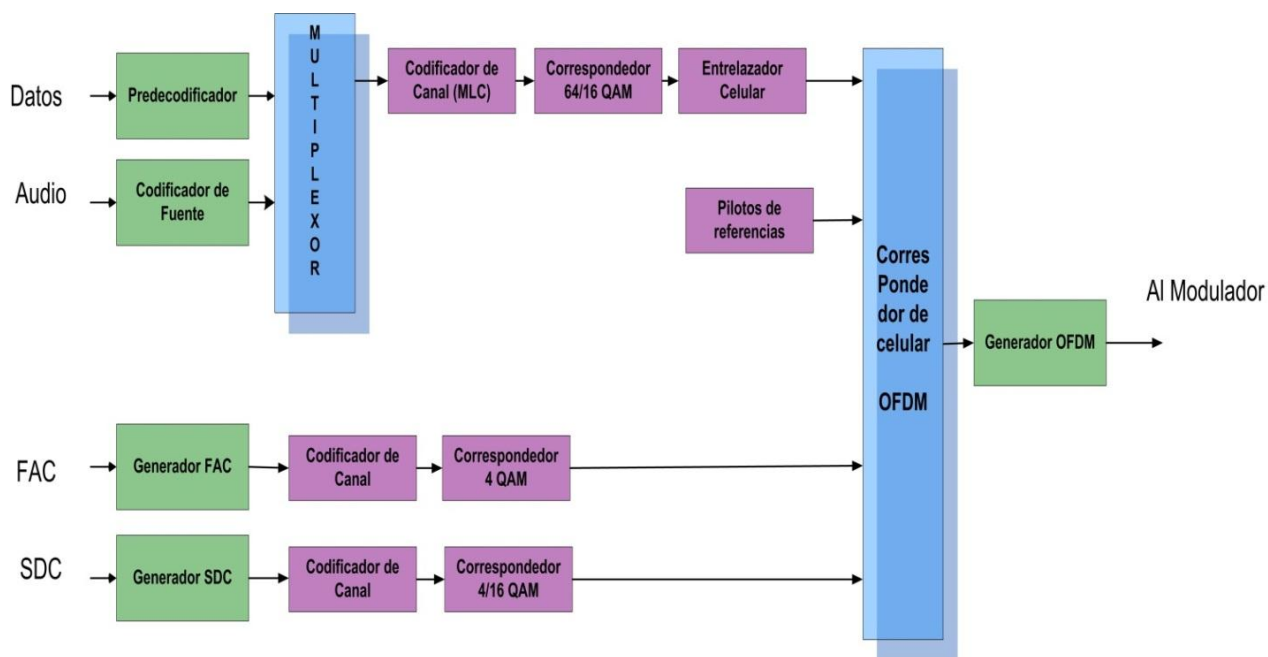 Datos
Predecodificador
Audio
Codificador de
Fuente
MULTIPLEXOR
Codificador de
Canal (MLC)
Correspondedor
64/16 QAM
Entrelazador
Celular
Pilotos de
referencias
Corres
Ponde
dor de
celular
OFDM
Generador OFDM
Al Modulador
FAC
Generador FAC
Codificador de
Canal
Correspondedor
4 QAM
SDC
Generador SDC
Codificador de
Canal
Correspondedor
4/16 QAM